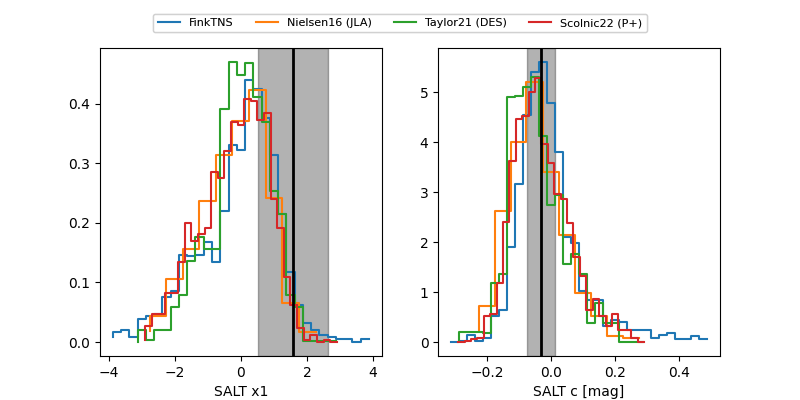 FinkTNS Nielsen16 (JLA) Taylor21 (DES) Scolnic22 (P+)
0.4
0.3
0.2
0.1
0.0
−4 −2 0 2 4
SALT x1
5
4
3
2
1
0
−0.2 0.0 0.2 0.4
SALT c [mag]